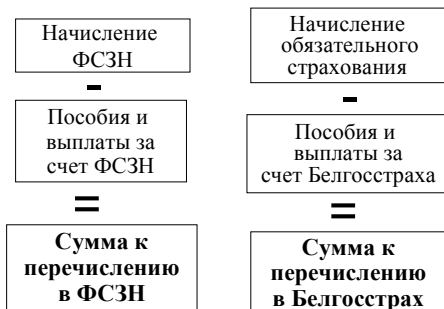 Начисление
ФСЗН
-
Пособия и
выплаты за
счет ФСЗН
=
Сумма к
перечислению
в ФСЗН
Начисление
обязательного
страхования
-
Пособия и
выплаты за
счет Белгосстраха
=
Сумма к
перечислению
в Белгосстрах